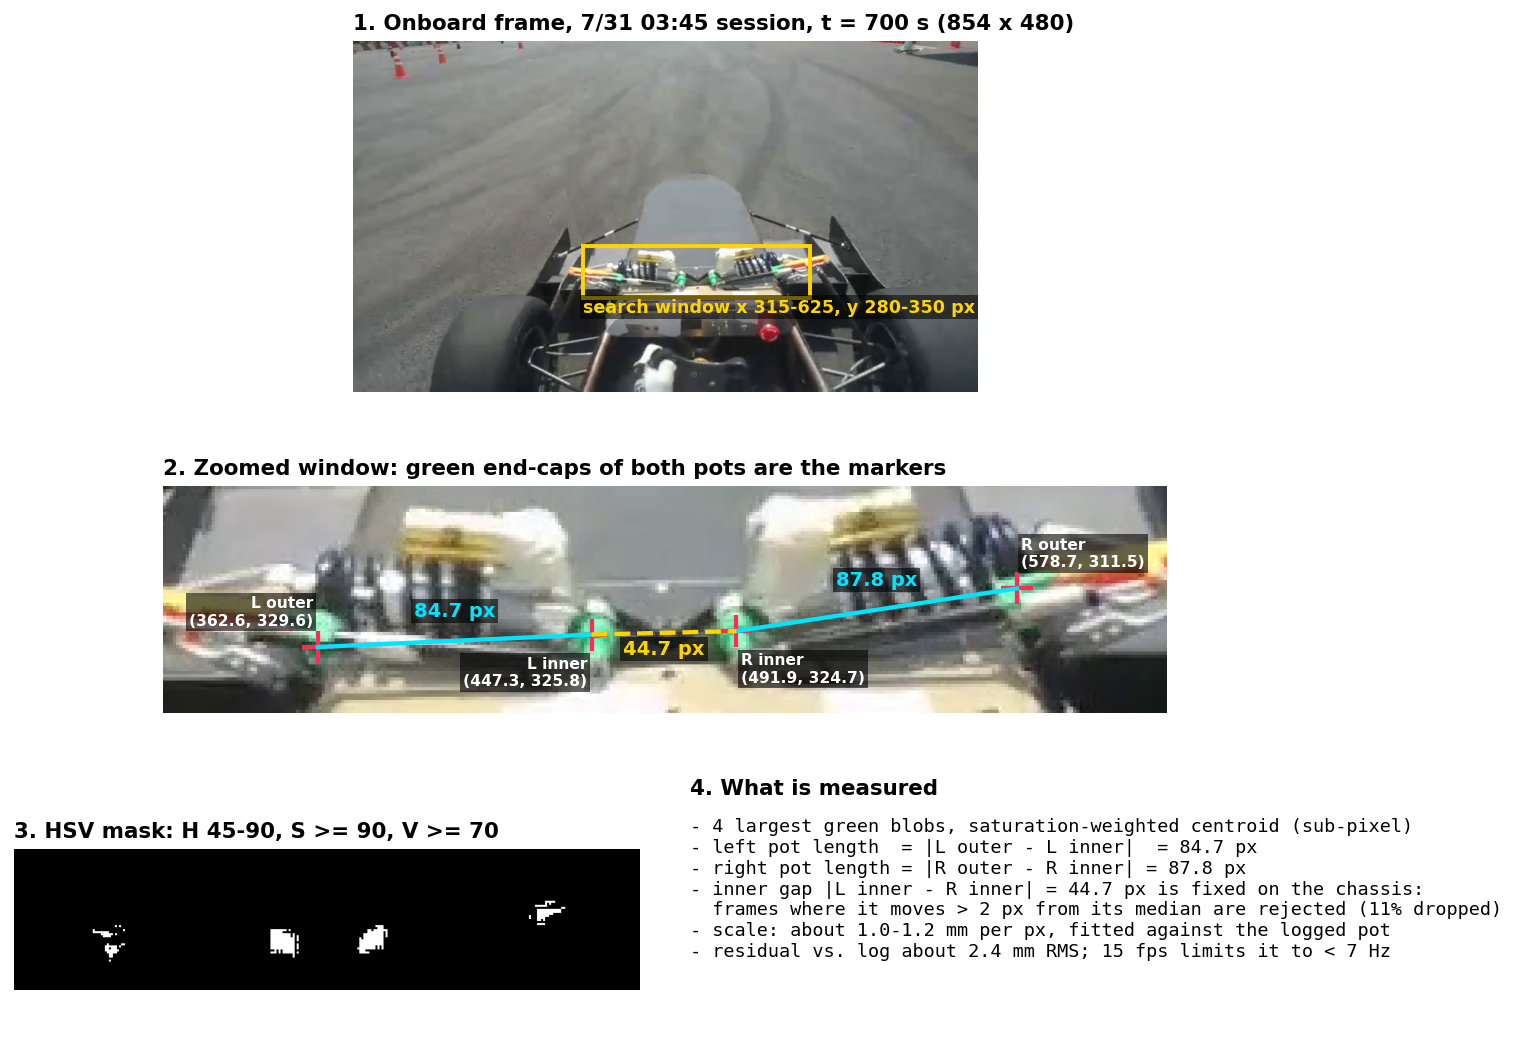 1. Onboard frame, 7/31 03:45 session, t = 700 s (854 x 480)
search window x 315-625, y 280-350 px
2. Zoomed window: green end-caps of both pots are the markers
R outer
(578.7, 311.5)
87.8 px
L outer
(362.6, 329.6)
84.7 px
44.7 px
L inner
(447.3, 325.8)
R inner
(491.9, 324.7)
3. HSV mask: H 45-90, S >= 90, V >= 70
4. What is measured
- 4 largest green blobs, saturation-weighted centroid (sub-pixel)
- left pot length  = |L outer - L inner|  = 84.7 px
- right pot length = |R outer - R inner| = 87.8 px
- inner gap |L inner - R inner| = 44.7 px is fixed on the chassis:
  frames where it moves > 2 px from its median are rejected (11% dropped)
- scale: about 1.0-1.2 mm per px, fitted against the logged pot
- residual vs. log about 2.4 mm RMS; 15 fps limits it to < 7 Hz